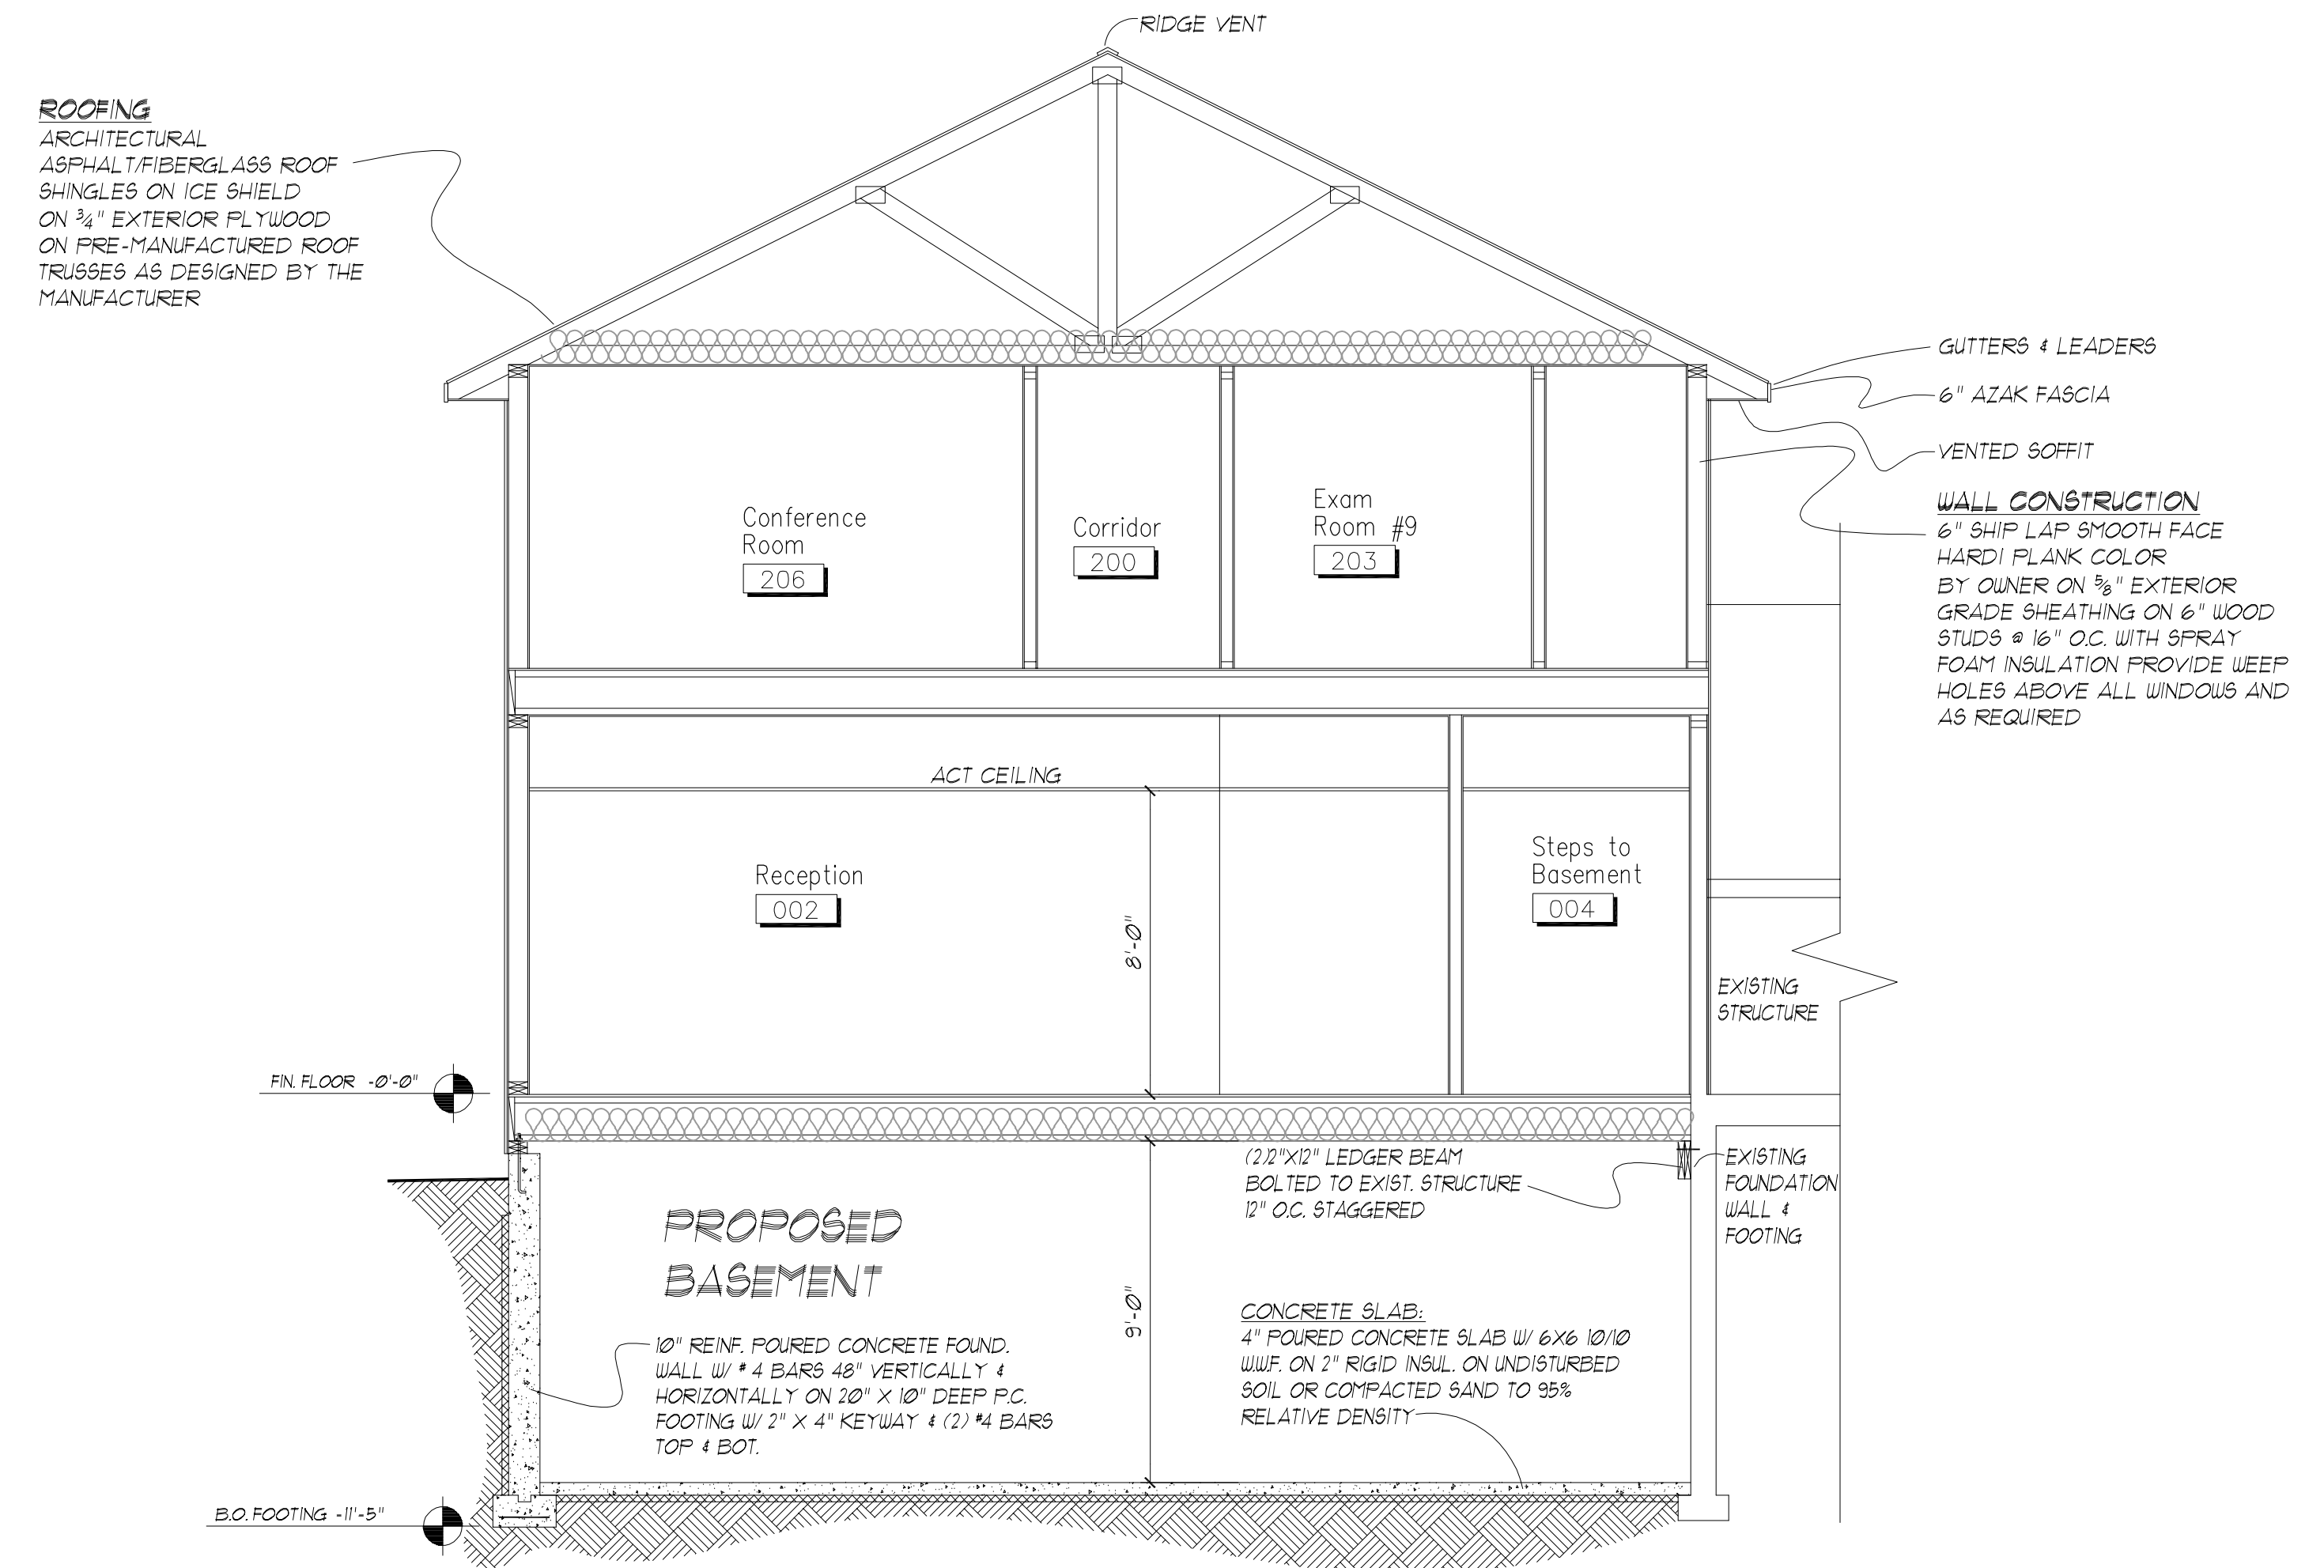 RIDGE VENT
ROOFING
ARCHITECTURAL
ASPHALT/FIBERGLASS ROOF
SHINGLES ON ICE SHIELD
ON 3/4" EXTERIOR PLYWOOD
ON PRE-MANUFACTURED ROOF
TRUSSES AS DESIGNED BY THE
MANUFACTURER
GUTTERS & LEADERS
6" AZAK FASCIA
VENTED SOFFIT
WALL CONSTRUCTION
6" SHIP LAP SMOOTH FACE
HARDI PLANK COLOR
BY OWNER ON 5/8" EXTERIOR
GRADE SHEATHING ON 6" WOOD
STUDS @ 16" O.C. WITH SPRAY
FOAM INSULATION PROVIDE WEEP
HOLES ABOVE ALL WINDOWS AND
AS REQUIRED
Conference
Room
206
Corridor
200
Exam
Room #9
203
ACT CEILING
Reception
002
8'-0"
Steps to
Basement
004
EXISTING
STRUCTURE
FIN. FLOOR -0'-0"
(2)2"X12" LEDGER BEAM
BOLTED TO EXIST. STRUCTURE
12" O.C. STAGGERED
EXISTING
FOUNDATION
WALL &
FOOTING
PROPOSED
BASEMENT
9'-0"
10" REINF. POURED CONCRETE FOUND.
WALL W/ # 4 BARS 48" VERTICALLY &
HORIZONTALLY ON 20" X 10" DEEP P.C.
FOOTING W/ 2" X 4" KEYWAY & (2) #4 BARS
TOP & BOT.
CONCRETE SLAB:
4" POURED CONCRETE SLAB W/ 6X6 10/10
W.W.F. ON 2" RIGID INSUL. ON UNDISTURBED
SOIL OR COMPACTED SAND TO 95%
RELATIVE DENSITY
B.O. FOOTING -11'-5"